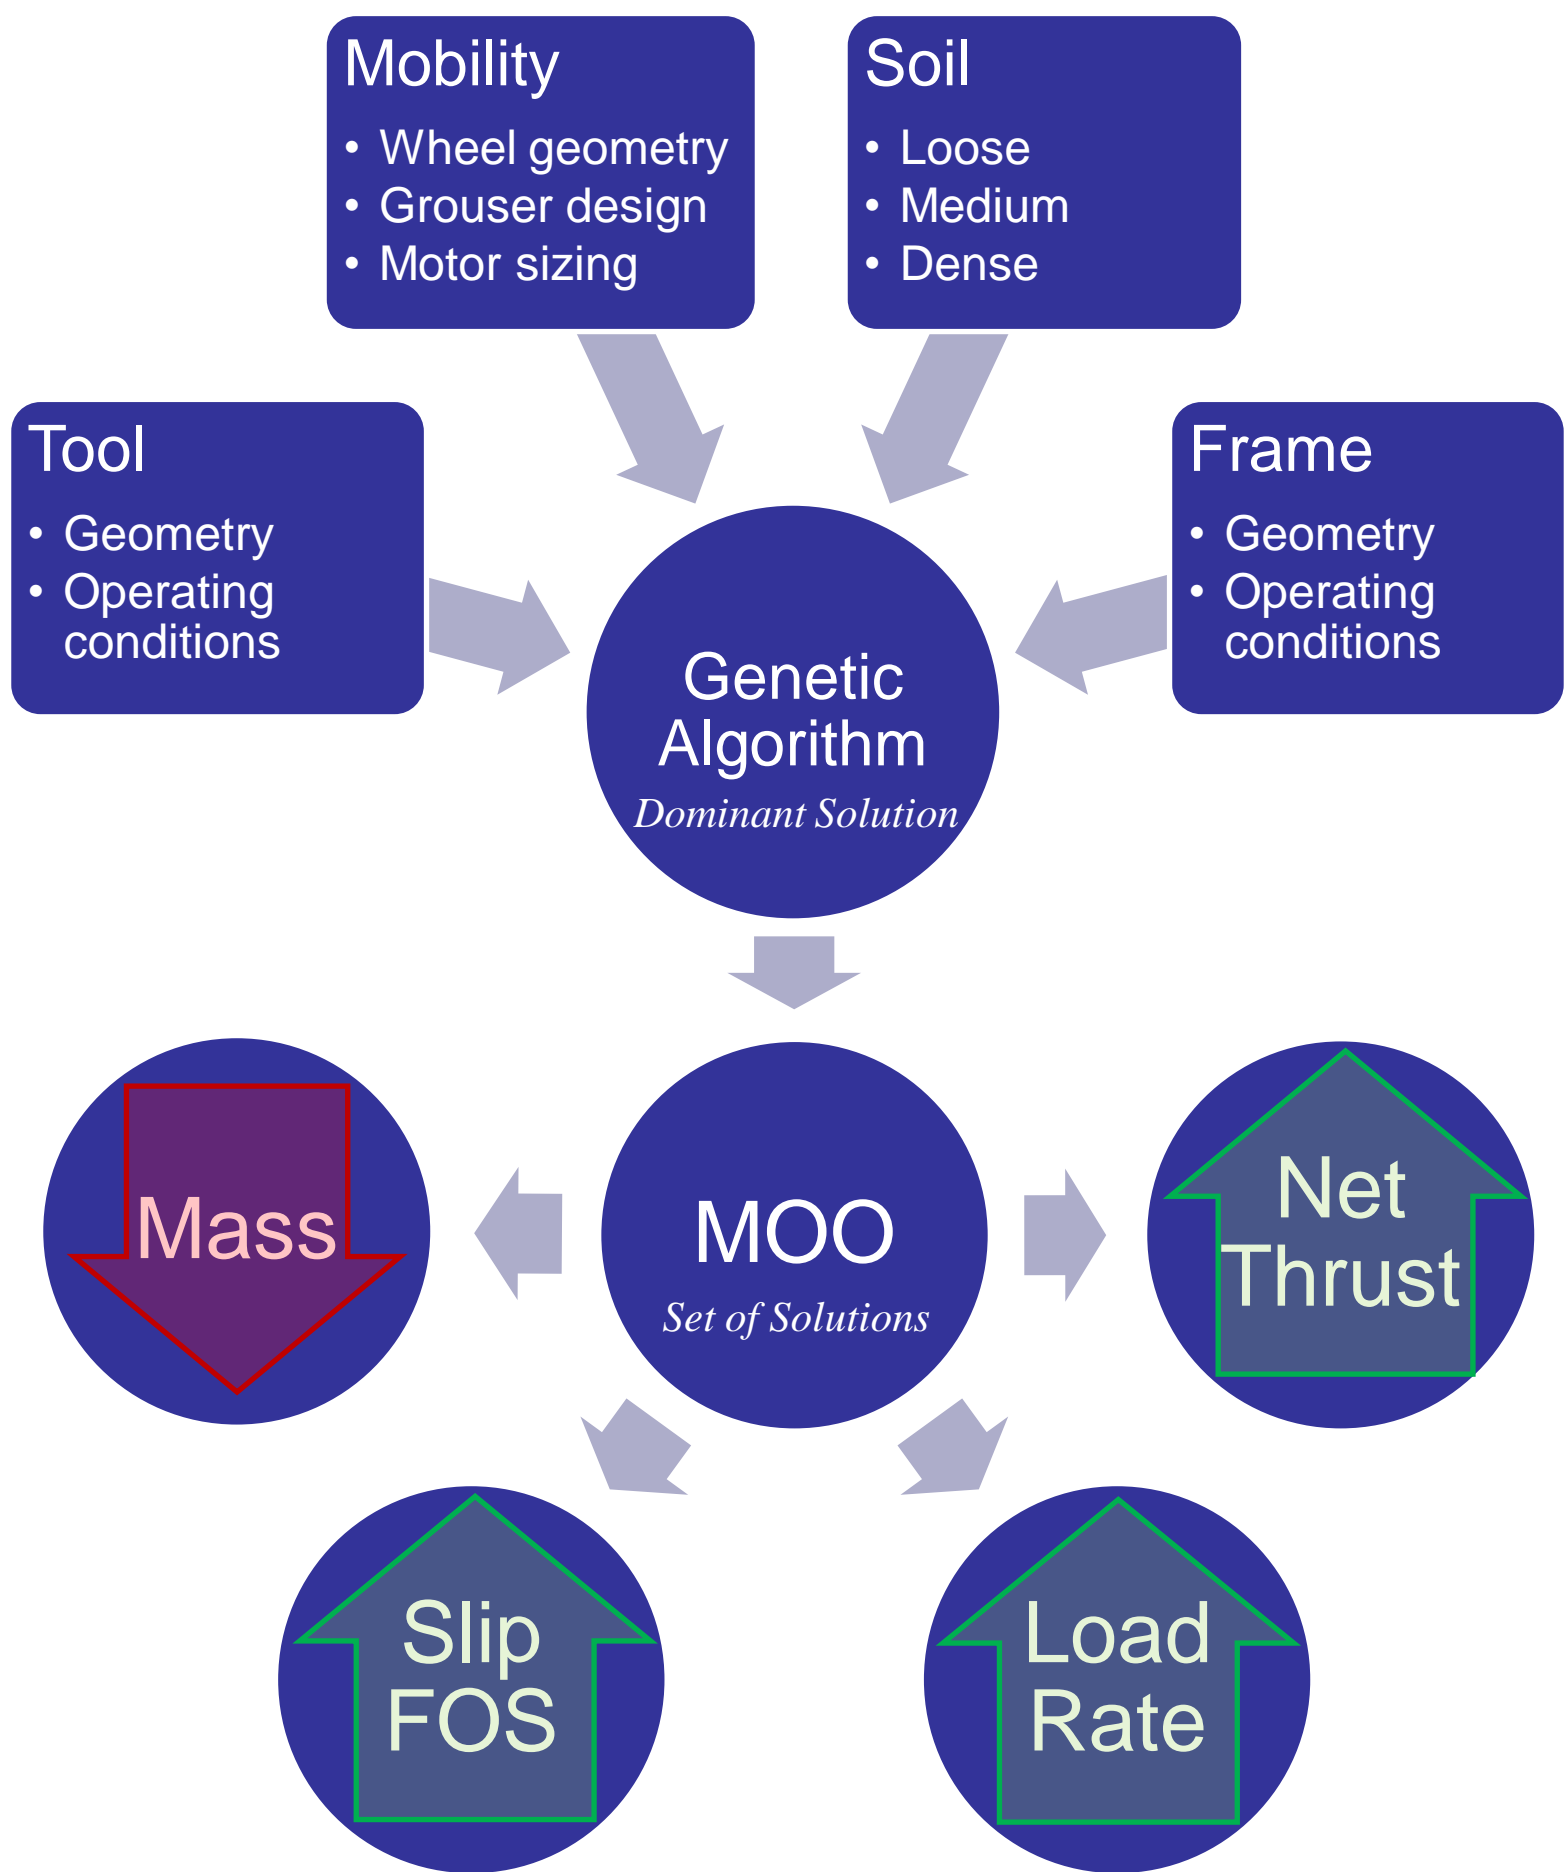 Mobility
• Wheel geometry
• Grouser design
• Motor sizing
Soil
• Loose
• Medium
• Dense
Tool
• Geometry
• Operating
conditions
Frame
• Geometry
• Operating
conditions
Genetic
Algorithm
Dominant Solution
Mass
MOO
Set of Solutions
Net
Thrust
Slip
FOS
Load
Rate